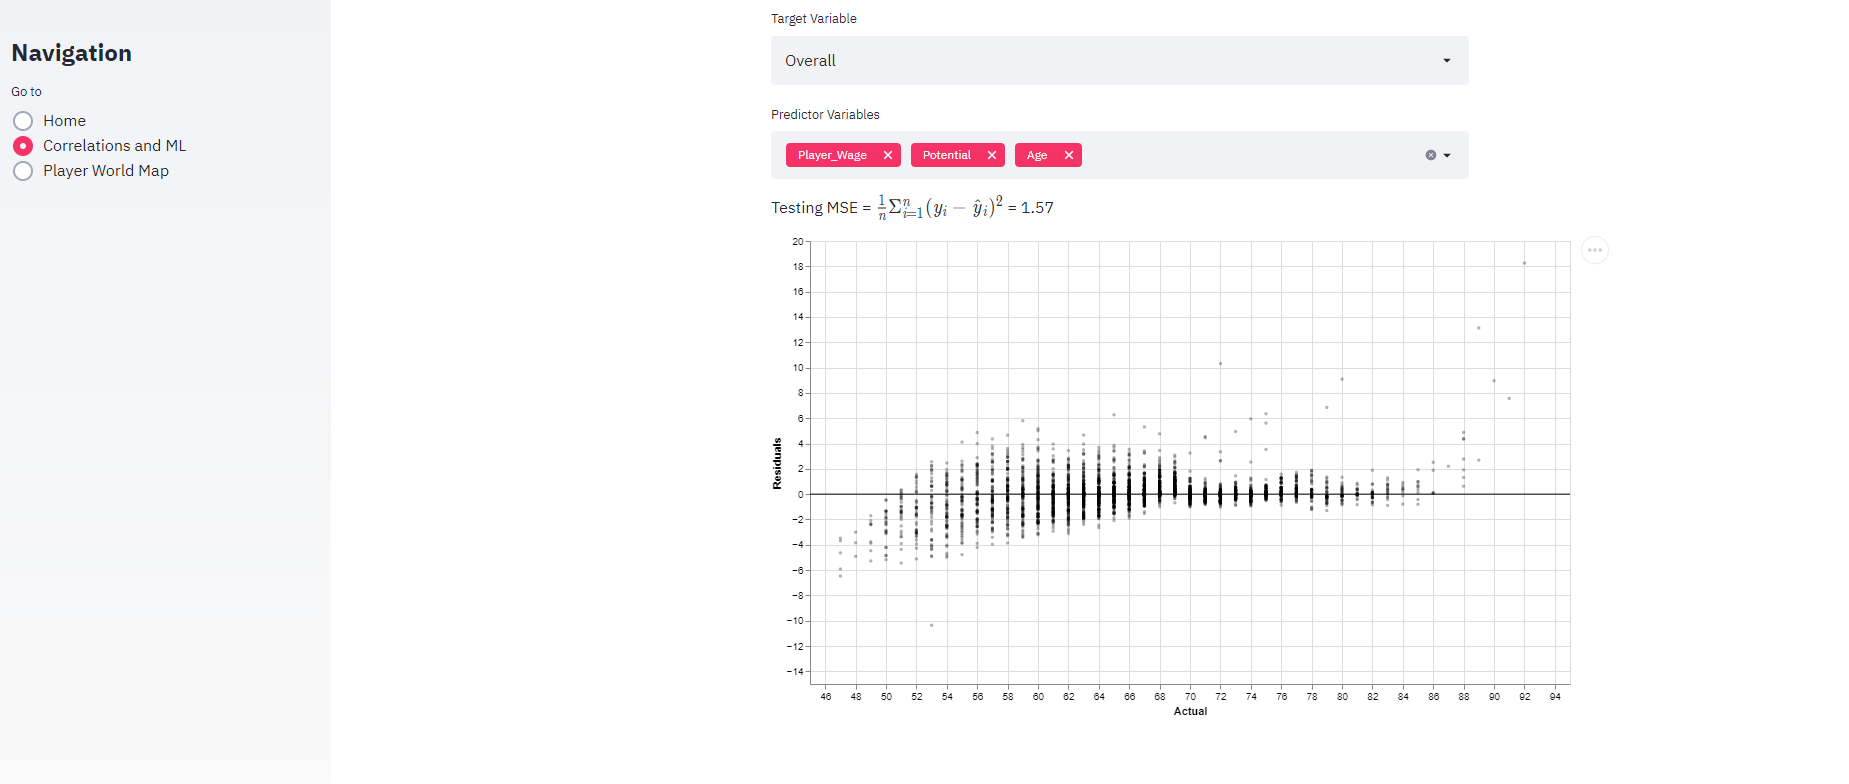 Navigation
Go to
Home
Correlations and ML
Player World Map
Target Variable
Overall
Predictor Variables
Player_Wage
Potential
Age
Testing MSE = \frac{1}{n}Σ_{i=1}^{n}(y_i − ŷ_i)^2 = 1.57
20
18
16
14
12
10
8
6
4
2
0
−2
−4
−6
−8
−10
−12
−14
Residuals
46 48 50 52 54 56 58 60 62 64 66 68 70 72 74 76 78 80 82 84 86 88 90 92 94
Actual